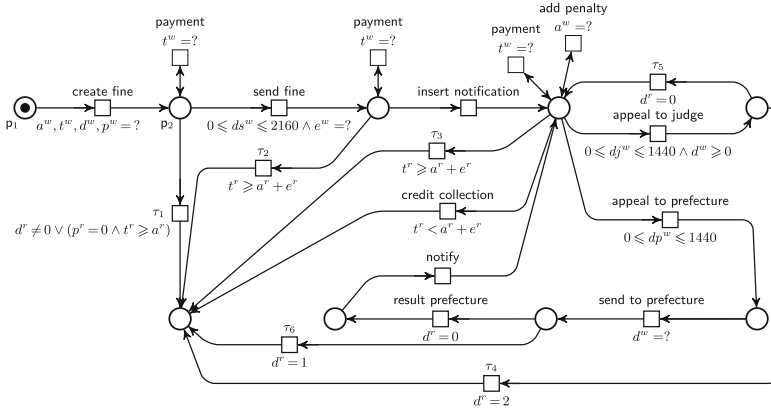 add penalty
a^w = ?
payment
t^w = ?
payment
t^w = ?
payment
t^w = ?
create fine
a^w, t^w, d^w, p^w = ?
p1
p2
send fine
0 ⩽ ds^w ⩽ 2160 ∧ e^w = ?
insert notification
τ5
d^r = 0
appeal to judge
0 ⩽ dj^w ⩽ 1440 ∧ d^w ⩾ 0
τ2
t^r ⩾ a^r + e^r
τ3
t^r ⩾ a^r + e^r
credit collection
t^r < a^r + e^r
appeal to prefecture
0 ⩽ dp^w ⩽ 1440
τ1
d^r ≠ 0 ∨ (p^r = 0 ∧ t^r ⩾ a^r)
notify
result prefecture
d^r = 0
send to prefecture
d^w = ?
τ6
d^r = 1
τ4
d^r = 2